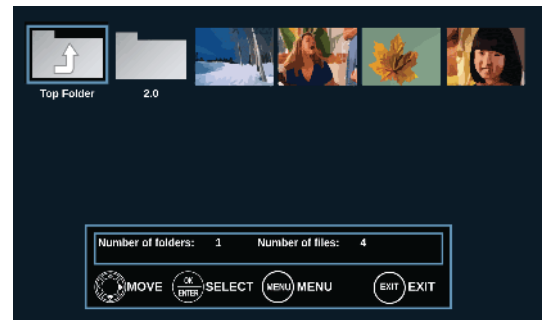 Top Folder 2.0
Number of folders: 1 Number of files: 4
MOVE OK ENTER SELECT MENU MENU EXIT EXIT